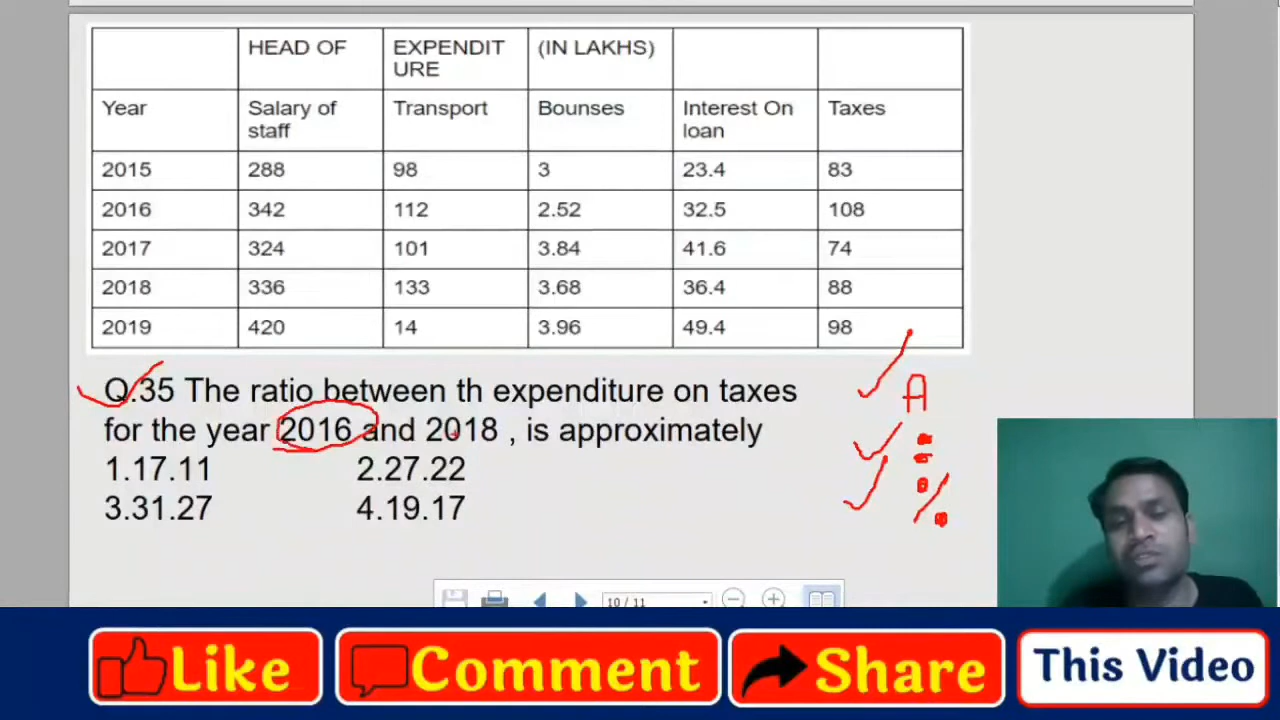 HEAD OF EXPENDIT URE (IN LAKHS)
Year Salary of staff Transport Bounses Interest On loan Taxes
2015 288 98 3 23.4 83
2016 342 112 2.52 32.5 108
2017 324 101 3.84 41.6 74
2018 336 133 3.68 36.4 88
2019 420 14 3.96 49.4 98
Q.35 The ratio between th expenditure on taxes
for the year 2016 and 2018 , is approximately
1.17.11 2.27.22
3.31.27 4.19.17
A
10 / 11
Like Comment Share This Video